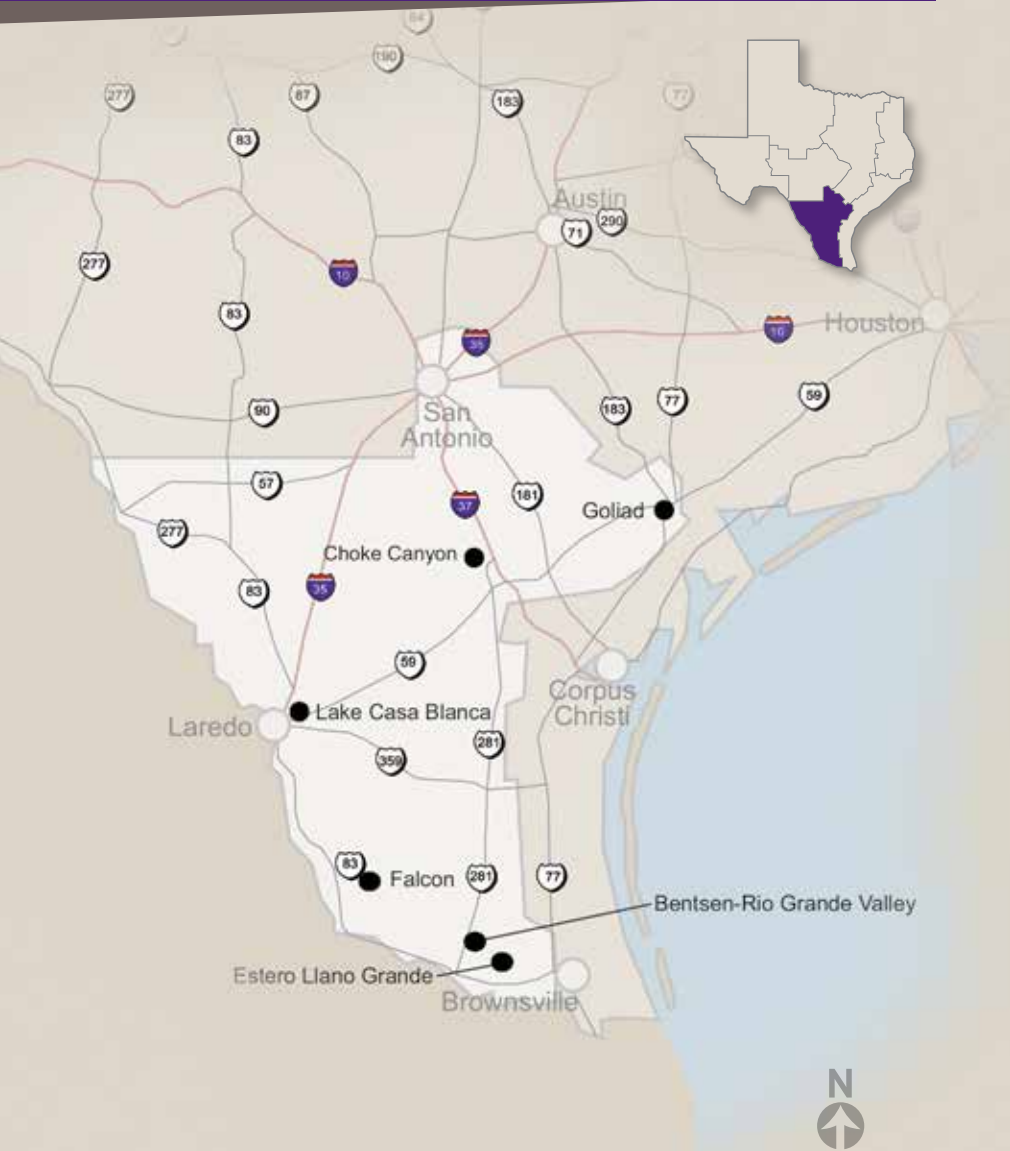 84
190
277
87
183
77
83
Austin
71
290
277
10
83
Houston
10
35
San
Antonio
90
183
77
59
57
181
37
Goliad
277
Choke Canyon
83
35
59
Corpus
Christi
Lake Casa Blanca
Laredo
281
359
83
Falcon
281
77
Bentsen-Rio Grande Valley
Estero Llano Grande
Brownsville
N